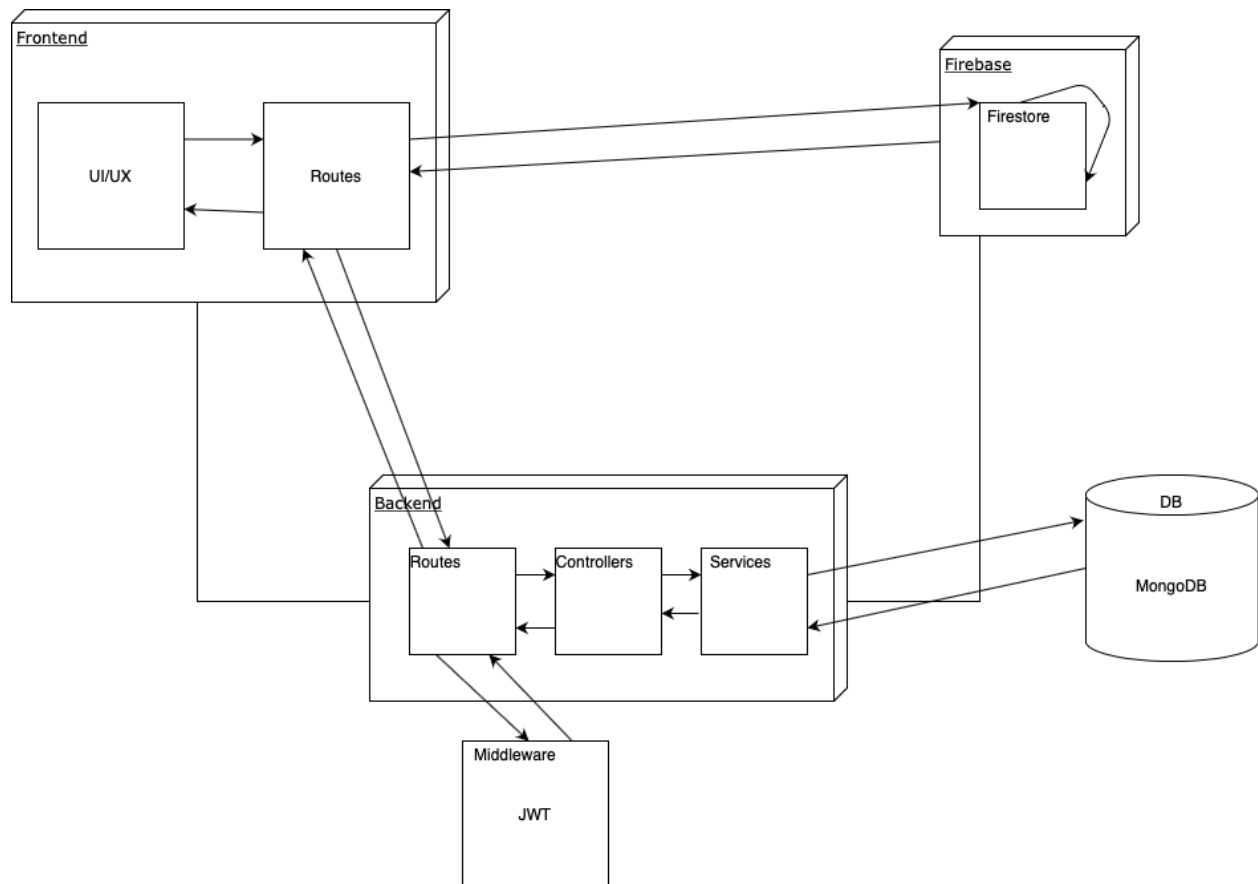 Frontend
UI/UX
Routes
Firebase
Firestore
Backend
Routes
Controllers
Services
DB
MongoDB
Middleware
JWT